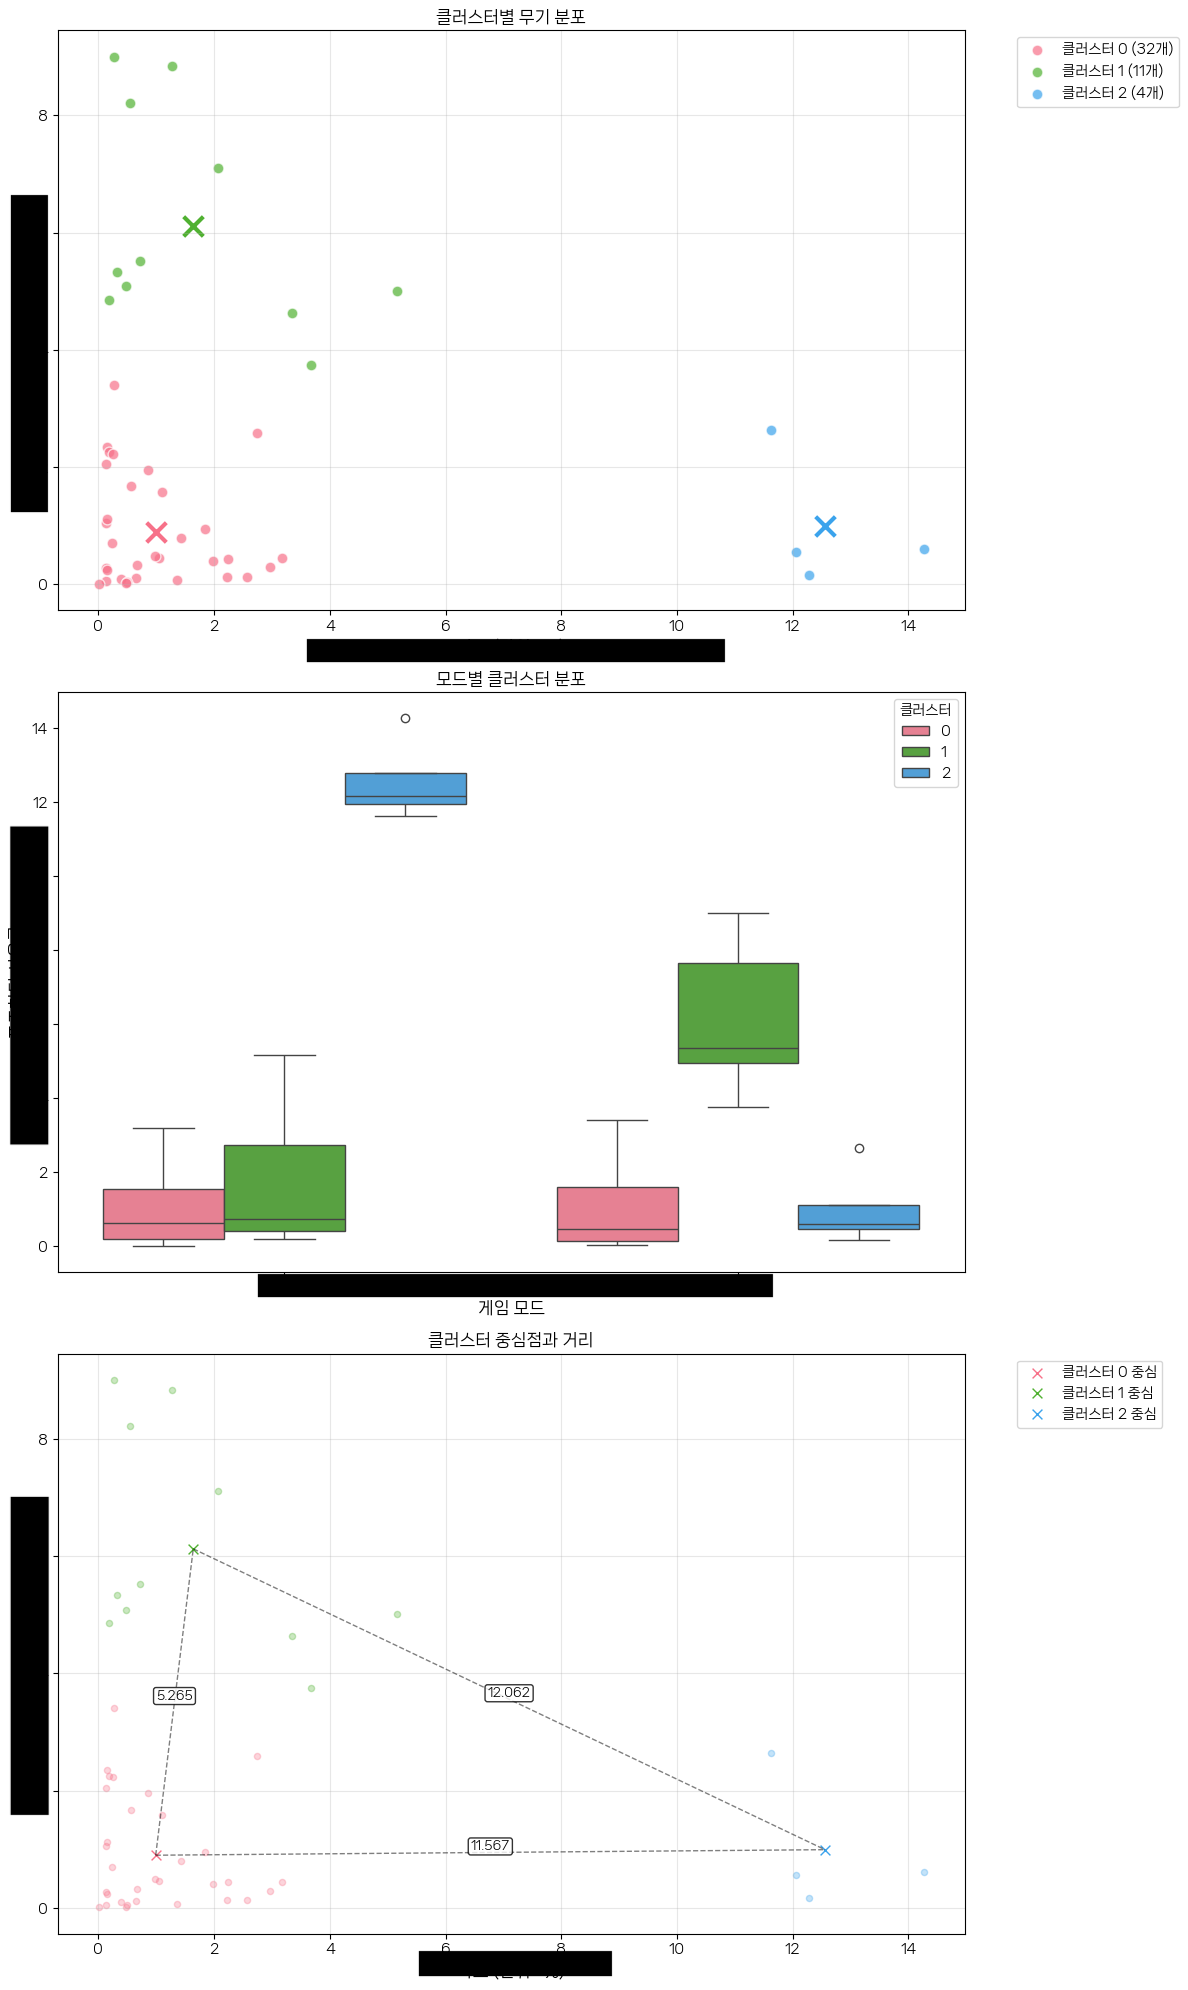 클러스터별 무기 분포
클러스터 0 (32개)
클러스터 1 (11개)
클러스터 2 (4개)
8
0
0 2 4 6 8 10 12 14
모드별 클러스터 분포
클러스터
0
1
2
14
12
2
0
게임 모드
클러스터 중심점과 거리
클러스터 0 중심
클러스터 1 중심
클러스터 2 중심
8
5.265
12.062
11.567
0
0 2 4 6 8 10 12 14